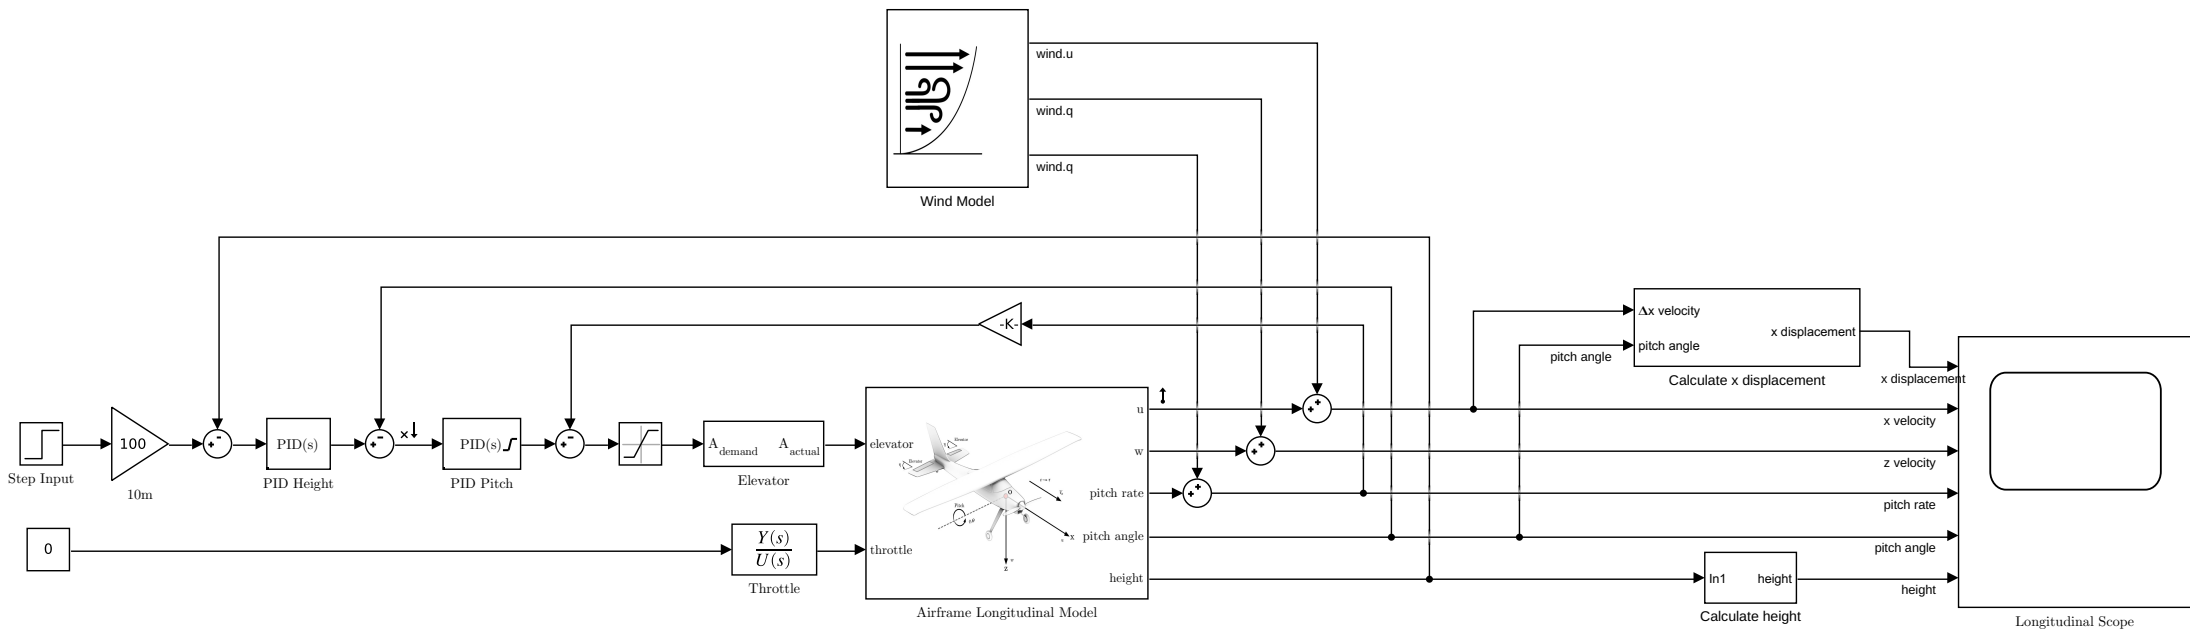 wind.u
wind.q
wind.q
Wind Model
-K-
Δx velocity
x displacement
pitch angle
pitch angle
Calculate x displacement
x displacement
Step Input
100
10m
+ -
PID(s)
PID Height
+ -
PID(s)
PID Pitch
+ -
A demand
A actual
Elevator
elevator
throttle
u
w
pitch rate
pitch angle
height
Pitch
x
z
Airframe Longitudinal Model
+ +
+ +
+ +
0
Y(s)
U(s)
Throttle
x velocity
z velocity
pitch rate
pitch angle
In1
height
Calculate height
height
Longitudinal Scope